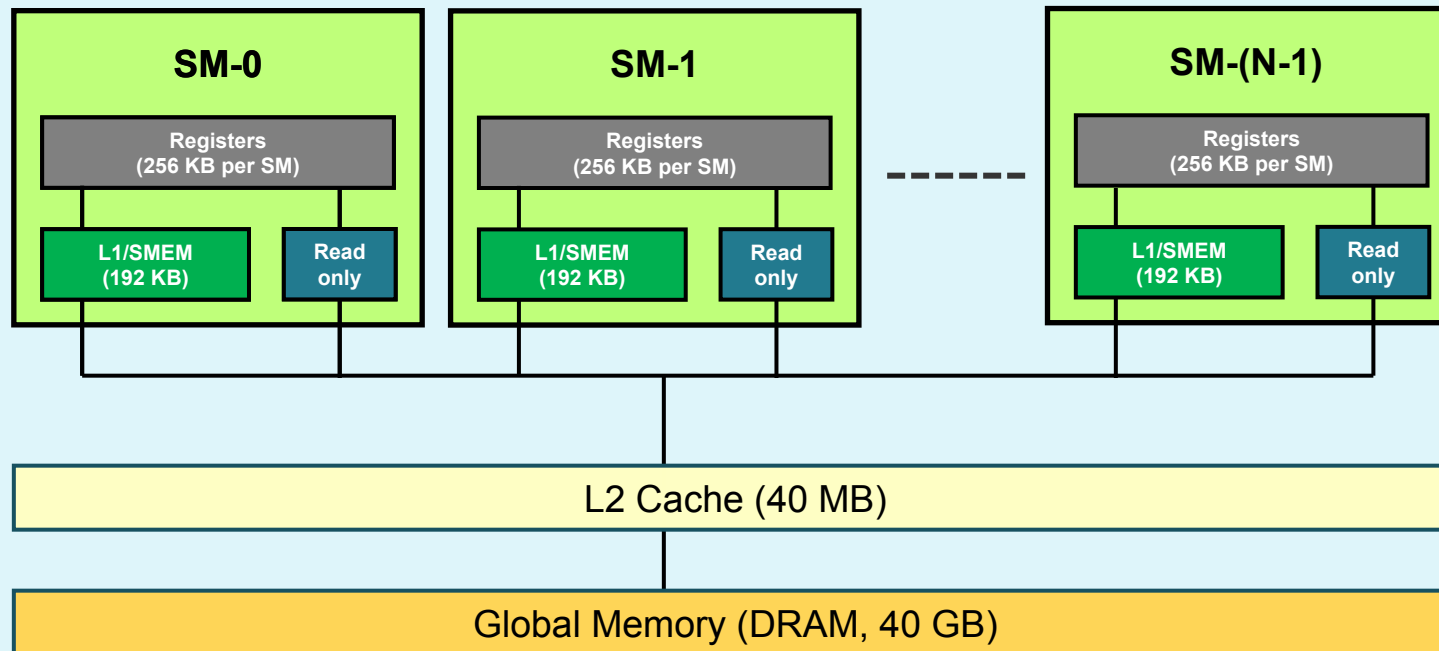 SM-0
Registers
(256 KB per SM)
L1/SMEM
(192 KB)
Read
only
SM-1
Registers
(256 KB per SM)
L1/SMEM
(192 KB)
Read
only
SM-(N-1)
Registers
(256 KB per SM)
L1/SMEM
(192 KB)
Read
only
L2 Cache (40 MB)
Global Memory (DRAM, 40 GB)